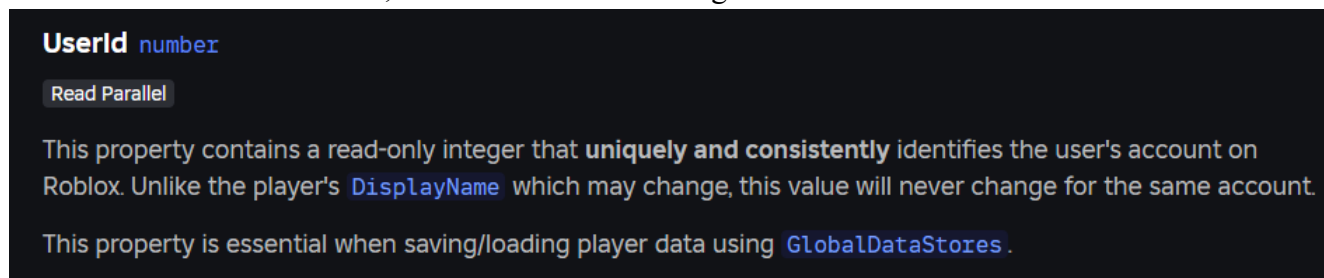 UserId number
Read Parallel
This property contains a read-only integer that uniquely and consistently identifies the user's account on
Roblox. Unlike the player's DisplayName which may change, this value will never change for the same account.
This property is essential when saving/loading player data using GlobalDataStores.